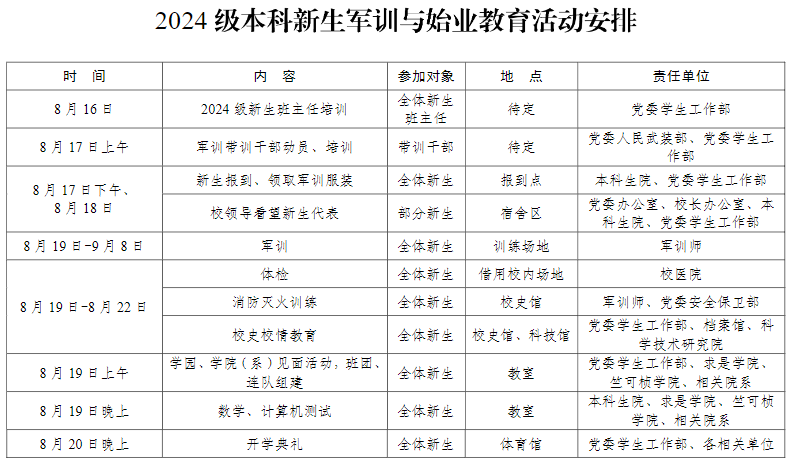 2024 级本科新生军训与始业教育活动安排
时 间 内 容 参加对象 地 点 责任单位
8 月 16 日 2024 级新生班主任培训 全体新生
班主任 待定 党委学生工作部
8 月 17 日上午 军训带训干部动员、培训 带训干部 待定 党委人民武装部、党委学生工
作部
8 月 17 日下午、
8 月 18 日
新生报到、领取军训服装 全体新生 报到点 本科生院、党委学生工作部
校领导看望新生代表 部分新生 宿舍区 党委办公室、校长办公室、本
科生院、党委学生工作部
8 月 19 日-9 月 8 日 军训 全体新生 训练场地 军训师
8 月 19 日-8 月 22 日
体检 全体新生 借用校内场地 校医院
消防灭火训练 全体新生 校史馆 军训师、党委安全保卫部
校史校情教育 全体新生 校史馆、科技馆 党委学生工作部、档案馆、科
学技术研究院
8 月 19 日上午 学园、学院（系）见面活动；班团、
连队组建 全体新生 教室 党委学生工作部、求是学院、
竺可桢学院、相关院系
8 月 19 日晚上 数学、计算机测试 全体新生 教室 本科生院、求是学院、竺可桢
学院、相关院系
8 月 20 日晚上 开学典礼 全体新生 体育馆 党委学生工作部、各相关单位